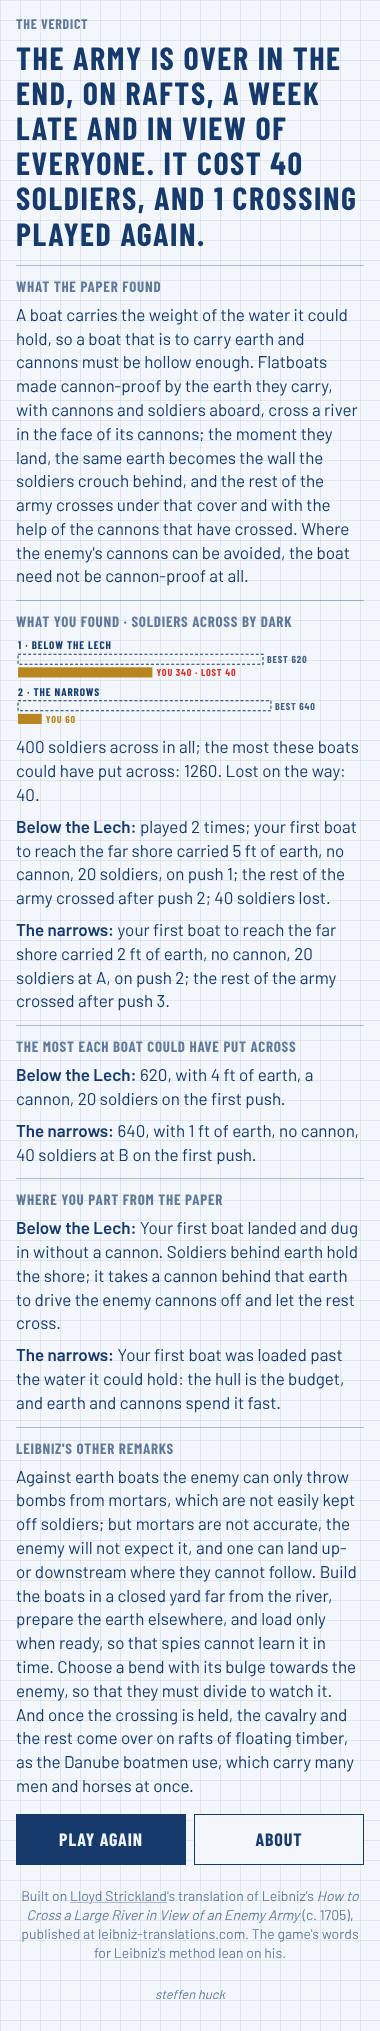 THE VERDICT
THE ARMY IS OVER IN THE
END, ON RAFTS, A WEEK
LATE AND IN VIEW OF
EVERYONE. IT COST 40
SOLDIERS, AND 1 CROSSING
PLAYED AGAIN.
WHAT THE PAPER FOUND
A boat carries the weight of the water it could
hold, so a boat that is to carry earth and
cannons must be hollow enough. Flatboats
made cannon-proof by the earth they carry,
with cannons and soldiers aboard, cross a river
in the face of its cannons; the moment they
land, the same earth becomes the wall the
soldiers crouch behind, and the rest of the
army crosses under that cover and with the
help of the cannons that have crossed. Where
the enemy's cannons can be avoided, the boat
need not be cannon-proof at all.
WHAT YOU FOUND · SOLDIERS ACROSS BY DARK
1 · BELOW THE LECH
BEST 620
YOU 340 · LOST 40
2 · THE NARROWS
BEST 640
YOU 60
400 soldiers across in all; the most these boats
could have put across: 1260. Lost on the way:
40.
Below the Lech: played 2 times; your first boat
to reach the far shore carried 5 ft of earth, no
cannon, 20 soldiers, on push 1; the rest of the
army crossed after push 2; 40 soldiers lost.
The narrows: your first boat to reach the far
shore carried 2 ft of earth, no cannon, 20
soldiers at A, on push 2; the rest of the army
crossed after push 3.
THE MOST EACH BOAT COULD HAVE PUT ACROSS
Below the Lech: 620, with 4 ft of earth, a
cannon, 20 soldiers on the first push.
The narrows: 640, with 1 ft of earth, no cannon,
40 soldiers at B on the first push.
WHERE YOU PART FROM THE PAPER
Below the Lech: Your first boat landed and dug
in without a cannon. Soldiers behind earth hold
the shore; it takes a cannon behind that earth
to drive the enemy cannons off and let the rest
cross.
The narrows: Your first boat was loaded past
the water it could hold: the hull is the budget,
and earth and cannons spend it fast.
LEIBNIZ'S OTHER REMARKS
Against earth boats the enemy can only throw
bombs from mortars, which are not easily kept
off soldiers; but mortars are not accurate, the
enemy will not expect it, and one can land up-
or downstream where they cannot follow. Build
the boats in a closed yard far from the river,
prepare the earth elsewhere, and load only
when ready, so that spies cannot learn it in
time. Choose a bend with its bulge towards the
enemy, so that they must divide to watch it.
And once the crossing is held, the cavalry and
the rest come over on rafts of floating timber,
as the Danube boatmen use, which carry many
men and horses at once.
PLAY AGAIN
ABOUT
Built on Lloyd Strickland's translation of Leibniz's How to
Cross a Large River in View of an Enemy Army (c. 1705),
published at leibniz-translations.com. The game's words
for Leibniz's method lean on his.
steffen huck